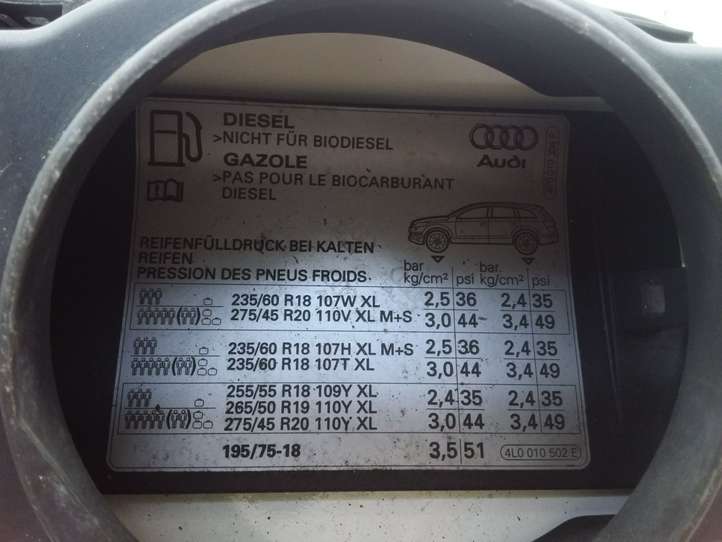 DIESEL
>NICHT FÜR BIODIESEL
GAZOLE
>PAS POUR LE BIOCARBURANT
DIESEL
Audi
REIFENFÜLLDRUCK BEI KALTEN
REIFEN
PRESSION DES PNEUS FROIDS
bar kg/cm² psi bar. kg/cm² psi
235/60 R18 107W XL 2,5 36 2,4 35
275/45 R20 110V XL M+S 3,0 44 3,4 49
235/60 R18 107H XL M+S 2,5 36 2,4 35
235/60 R18 107T XL 3,0 44 3,4 49
255/55 R18 109Y XL
265/50 R19 110Y XL 2,4 35 2,4 35
275/45 R20 110Y XL 3,0 44 3,4 49
195/75-18 3,5 51
4L0 010 502 E